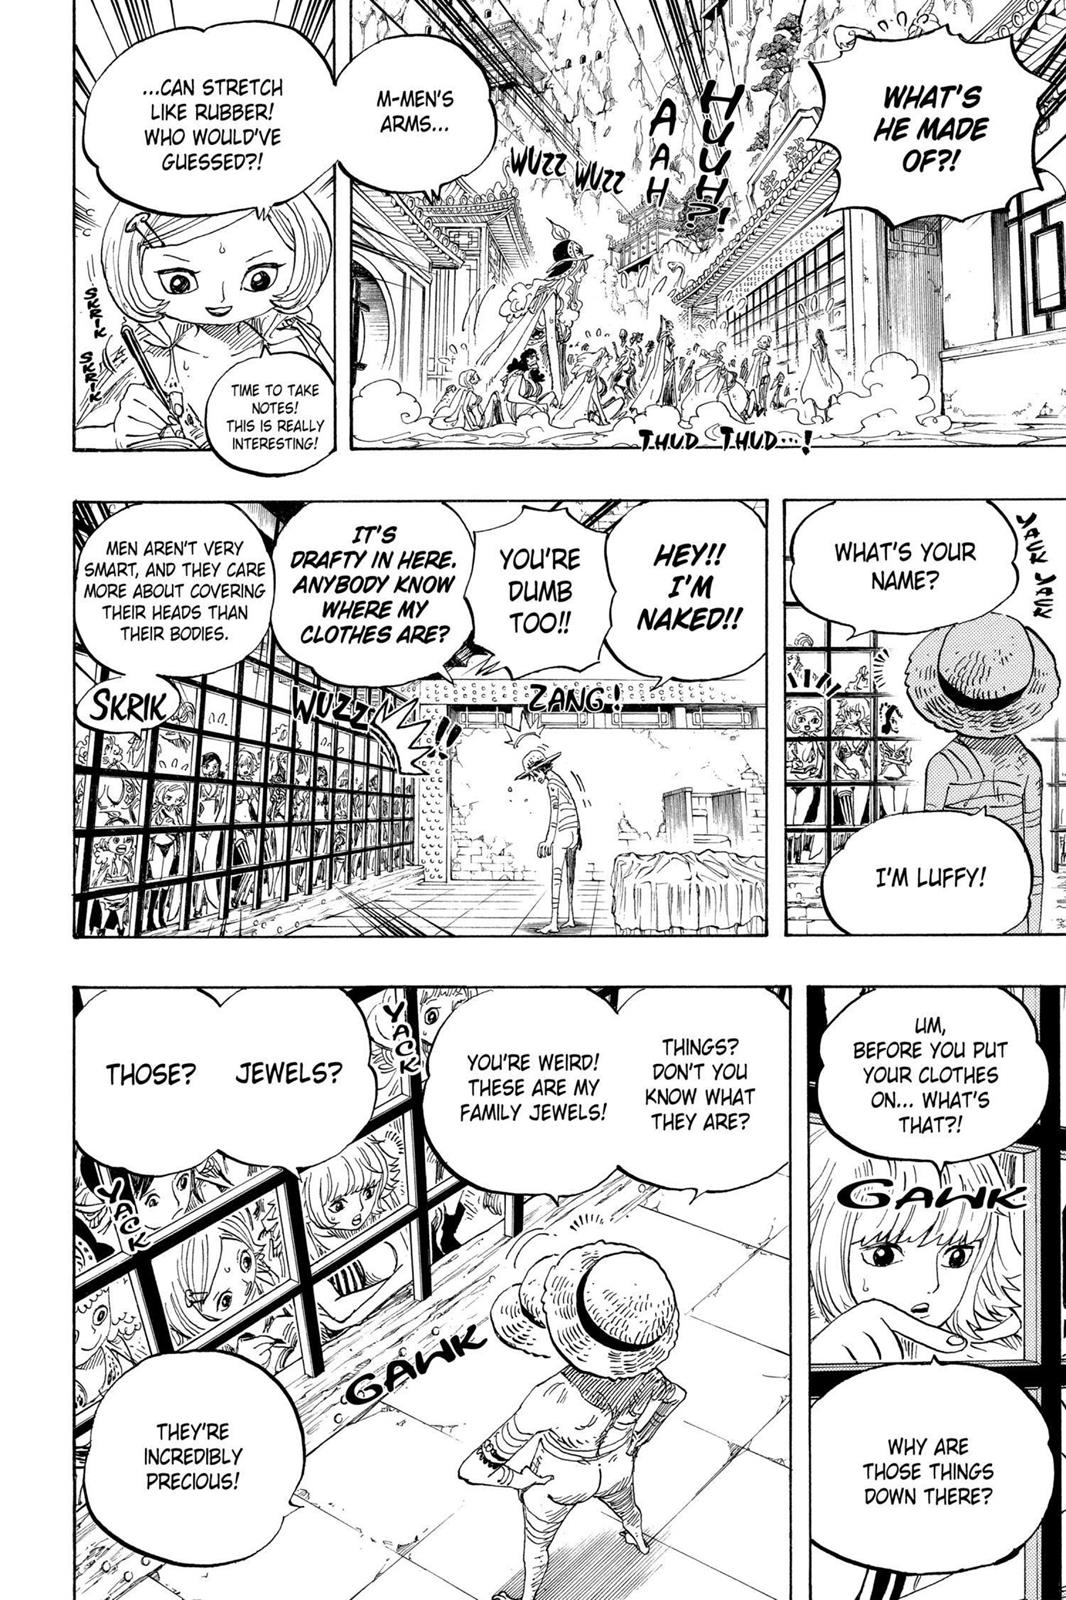 WHAT'S
HE MADE
OF?!
HUUH?!
AAH
WUZZ WUZZ
THUD THUD...!
M-MEN'S
ARMS...
...CAN STRETCH
LIKE RUBBER!
WHO WOULD'VE
GUESSED?!
SKRIK
SKRIK
TIME TO TAKE
NOTES!
THIS IS REALLY
INTERESTING!
WHAT'S YOUR
NAME?
YACK YACK
I'M LUFFY!
HEY!!
I'M
NAKED!!
YOU'RE
DUMB
TOO!!
ZANG!
IT'S
DRAFTY IN HERE.
ANYBODY KNOW
WHERE MY
CLOTHES ARE?
WUZZ
!!
MEN AREN'T VERY
SMART, AND THEY CARE
MORE ABOUT COVERING
THEIR HEADS THAN
THEIR BODIES.
SKRIK
UM,
BEFORE YOU PUT
YOUR CLOTHES
ON... WHAT'S
THAT?!
GAWK
WHY ARE
THOSE THINGS
DOWN THERE?
THINGS?
DON'T YOU
KNOW WHAT
THEY ARE?
YOU'RE WEIRD!
THESE ARE MY
FAMILY JEWELS!
YACK
JEWELS?
THOSE?
YACK
GAWK
THEY'RE
INCREDIBLY
PRECIOUS!